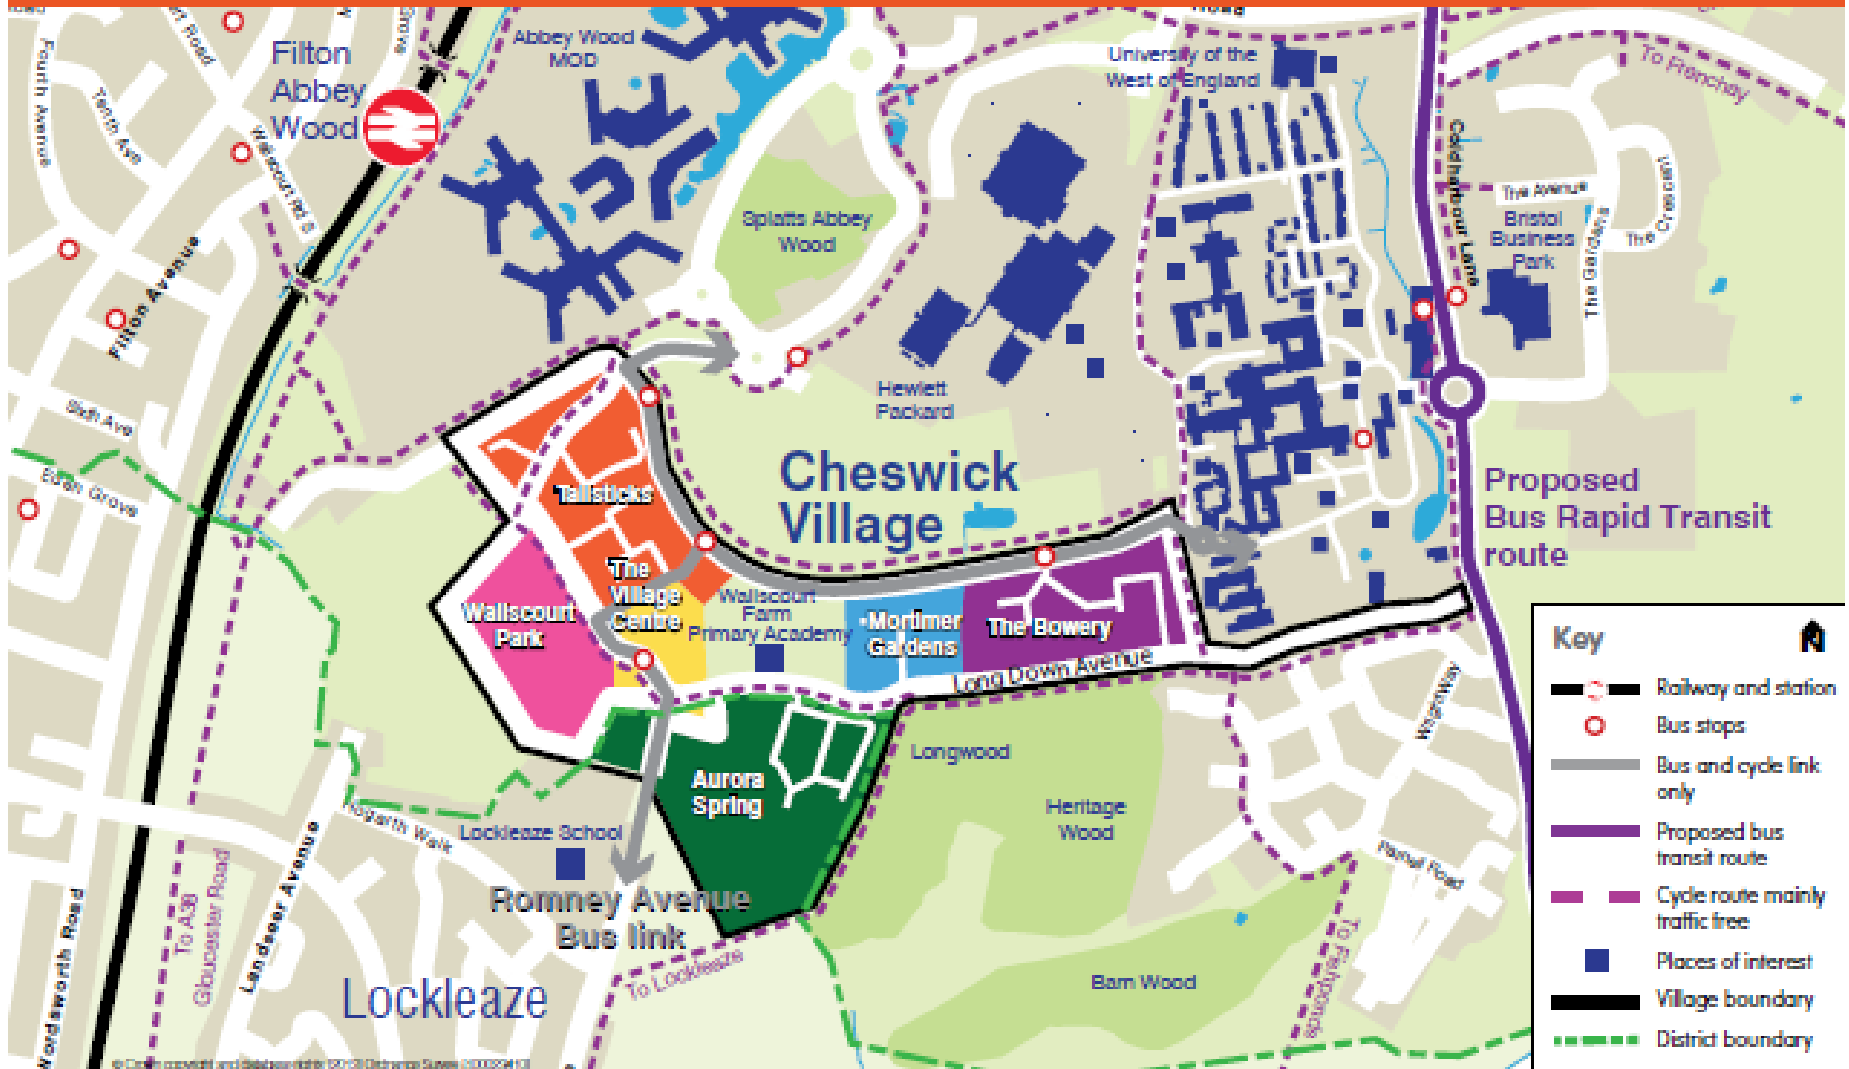 Filton
Abbey
Wood
Abbey Wood
MOD
University of the
West of England
To Frenchay
Fourth Avenue
Tenth Ave
Wallscourt Rd S
Filton Avenue
Sixth Ave
Eden Grove
Splatts Abbey
Wood
Hewlett
Packard
Coldharbour Lane
The Avenue
Bristol
Business
Park
The Gardens
The Crescent
Cheswick
Village
Proposed
Bus Rapid Transit
route
Tallsticks
The
Village
Centre
Wallscourt
Park
Wallscourt
Farm
Primary Academy
Mortimer
Gardens
The Bowery
Long Down Avenue
Aurora
Spring
Longwood
Heritage
Wood
Barn Wood
Lockleaze School
Hogarth Walk
Landseer Avenue
Romney Avenue
Bus link
Lockleaze
To Lockleaze
To A38
Gloucester Road
Wordsworth Road
To Fishponds
Key
N
Railway and station
Bus stops
Bus and cycle link
only
Proposed bus
transit route
Cycle route mainly
traffic free
Places of interest
Village boundary
District boundary